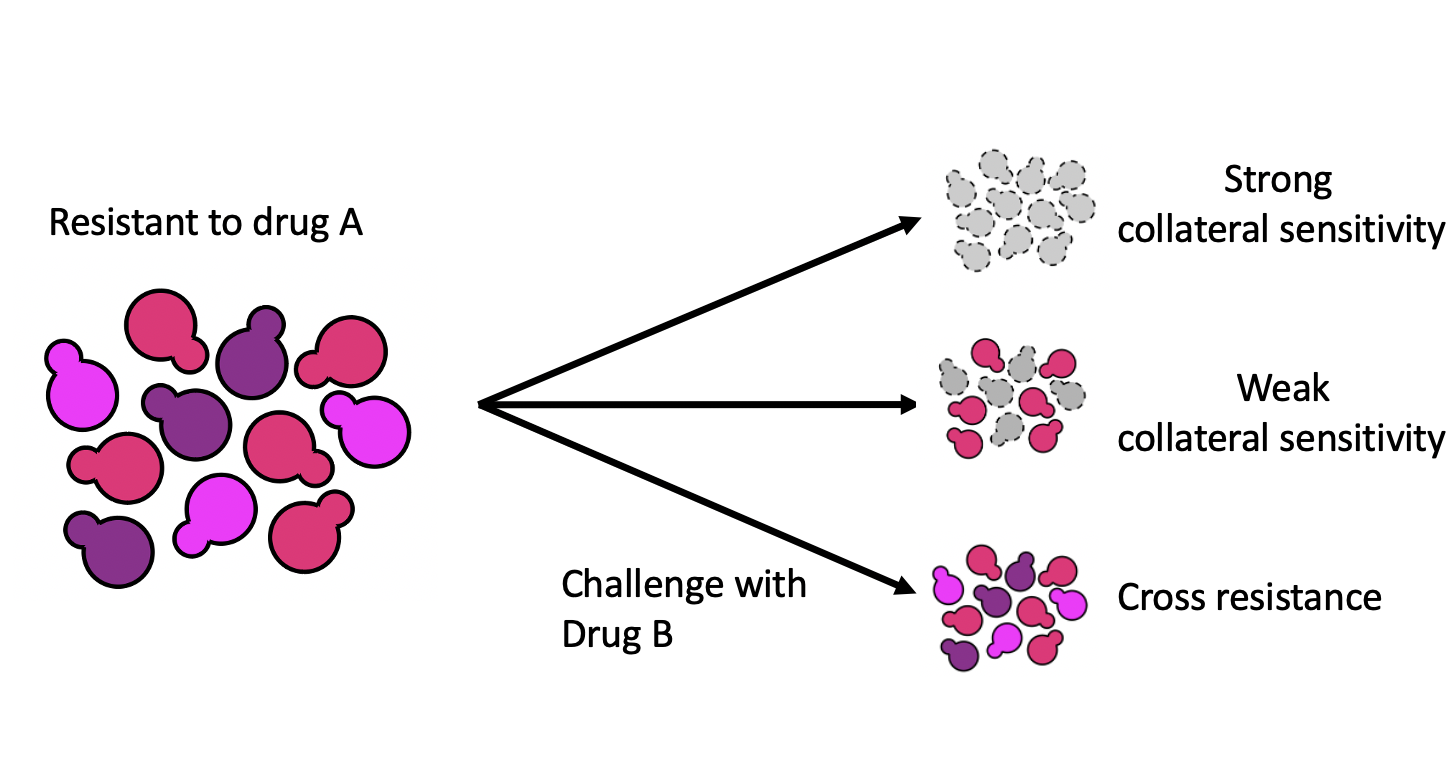 Resistant to drug A
Strong
collateral sensitivity
Weak
collateral sensitivity
Challenge with
Drug B
Cross resistance